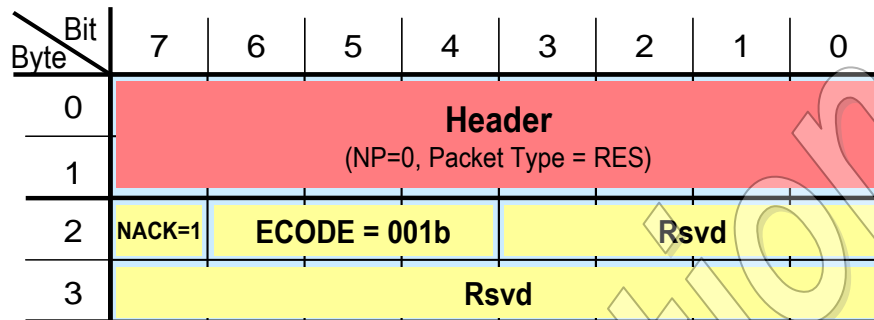 Bit
Byte 7 6 5 4 3 2 1 0
0 Header
1 (NP=0, Packet Type = RES)
2 NACK=1 ECODE = 001b Rsvd
3 Rsvd